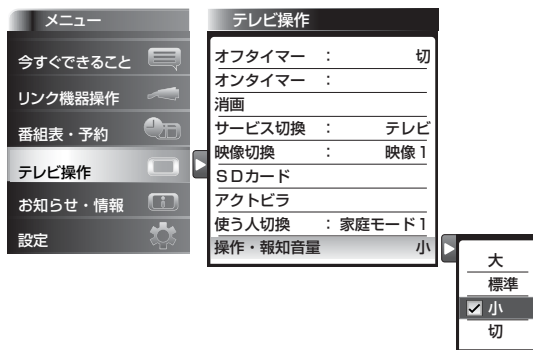 メニュー
今すぐできること
リンク機器操作
番組表・予約
テレビ操作
お知らせ・情報
設定
テレビ操作
オフタイマー : 切
オンタイマー :
消画
サービス切換 : テレビ
映像切換 : 映像1
SDカード
アクトビラ
使う人切換 : 家庭モード1
操作・報知音量 小
大
標準
小
切